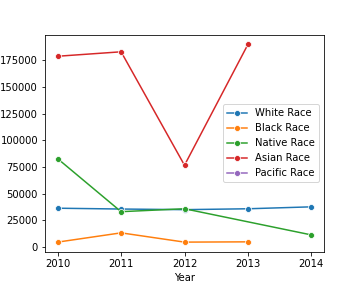 175000
150000
125000
100000
75000
50000
25000
0
White Race
Black Race
Native Race
Asian Race
Pacific Race
2010 2011 2012 2013 2014
Year